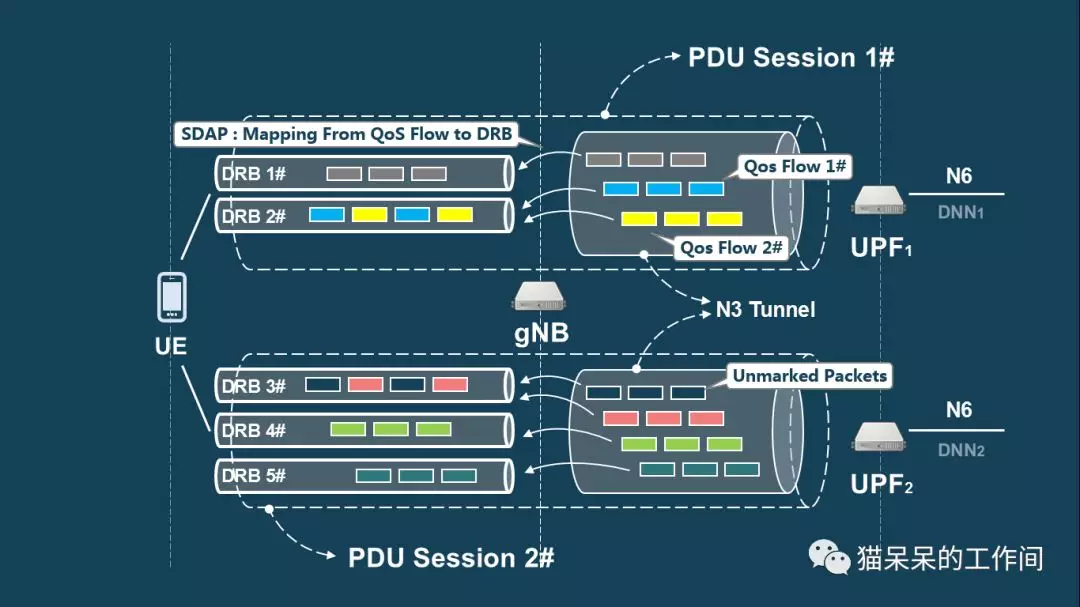 PDU Session 1#
SDAP : Mapping From QoS Flow to DRB
DRB 1#
Qos Flow 1#
N6
DNN1
DRB 2#
Qos Flow 2#
UPF1
N3 Tunnel
gNB
UE
DRB 3#
Unmarked Packets
N6
DNN2
DRB 4#
DRB 5#
UPF2
PDU Session 2#
猫呆呆的工作间